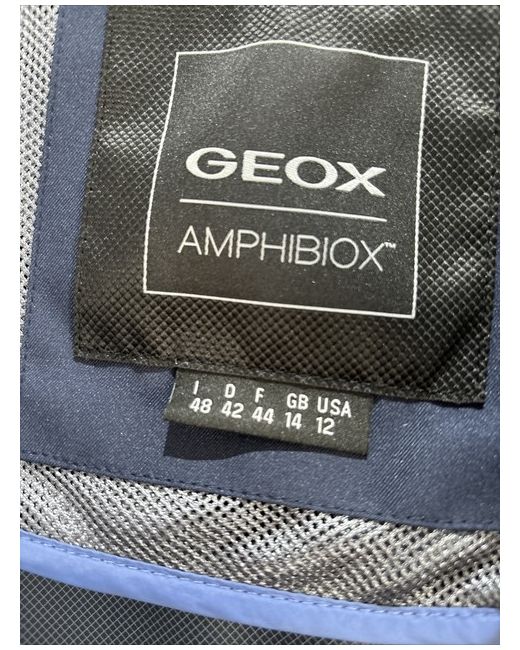 GEOX
AMPHIBIOX™
I D F GB USA
48 42 44 14 12